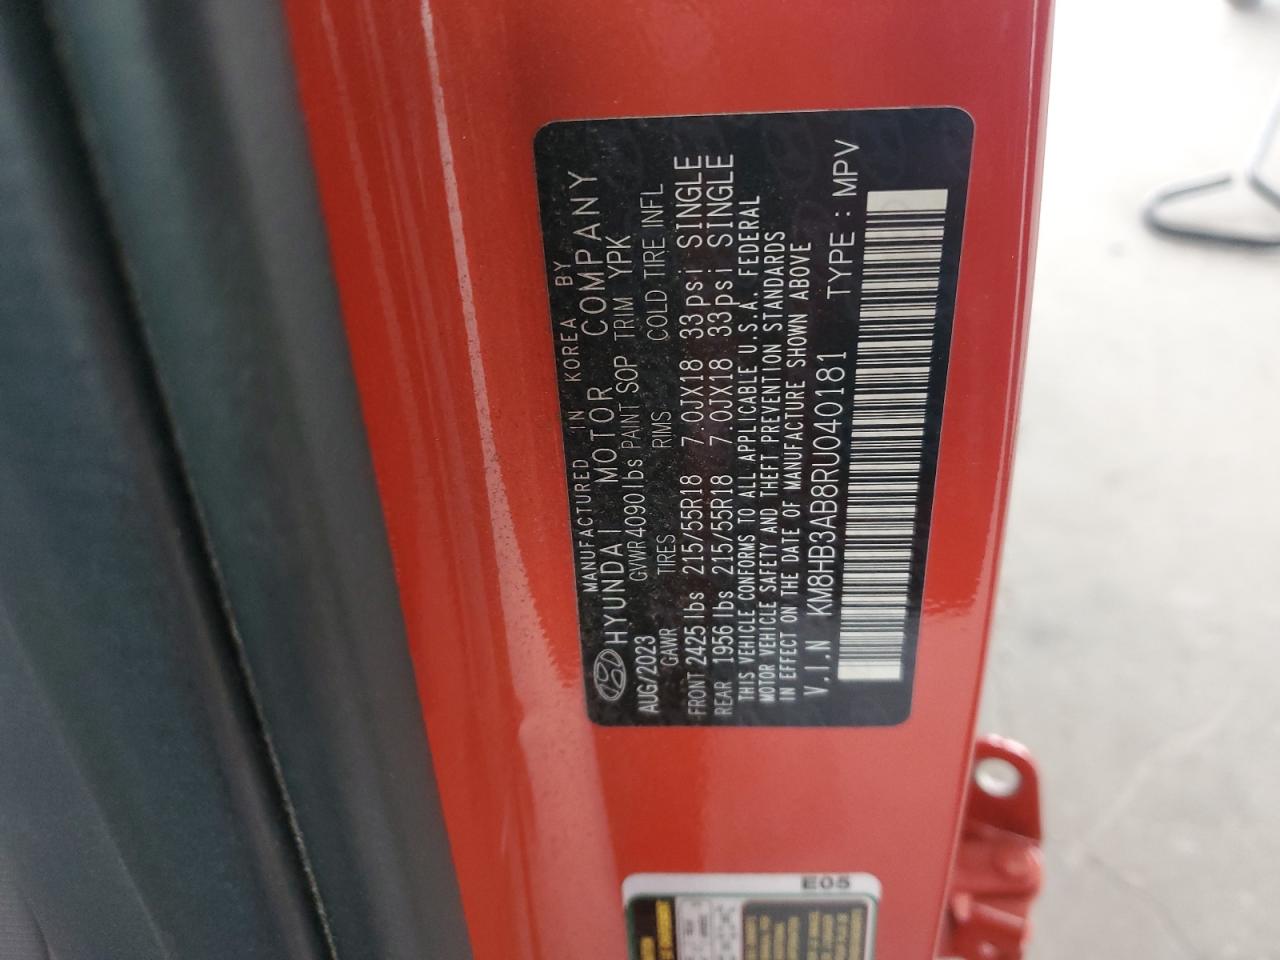 MANUFACTURED IN KOREA BY
HYUNDAI MOTOR COMPANY
AUG/2023 GVWR 4090 lbs PAINT SOP TRIM YPK
GAWR TIRES RIMS COLD TIRE INFL
FRONT 2425 lbs 215/55R18 7.0JX18 33psi SINGLE
REAR 1956 lbs 215/55R18 7.0JX18 33psi SINGLE
THIS VEHICLE CONFORMS TO ALL APPLICABLE U.S.A. FEDERAL
MOTOR VEHICLE SAFETY AND THEFT PREVENTION STANDARDS
IN EFFECT ON THE DATE OF MANUFACTURE SHOWN ABOVE
V.I.N KM8HB3AB8RU040181 TYPE : MPV
E05